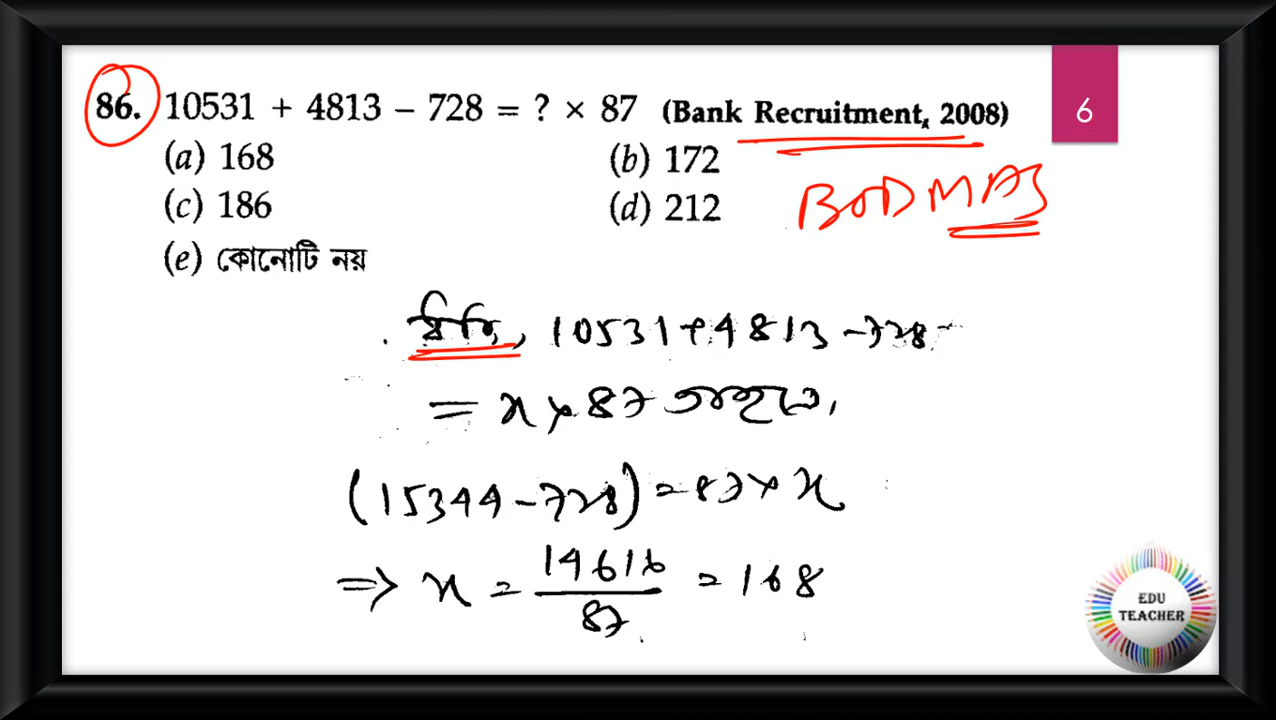 86. 10531 + 4813 – 728 = ? × 87 (Bank Recruitment, 2008)
6
(a) 168 (b) 172
(c) 186 (d) 212
BODMAS
(e) কোনোটি নয়
ধরি, 10531+4813-728
= x × 87 তাহলে,
(15344-728) = 87 × x
⇒ x = 14616/87 = 168
EDU
TEACHER